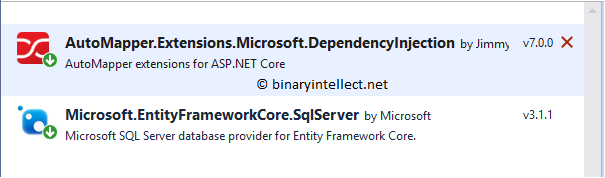 AutoMapper.Extensions.Microsoft.DependencyInjection by Jimmy v7.0.0
AutoMapper extensions for ASP.NET Core
© binaryintellect.net
Microsoft.EntityFrameworkCore.SqlServer by Microsoft v3.1.1
Microsoft SQL Server database provider for Entity Framework Core.